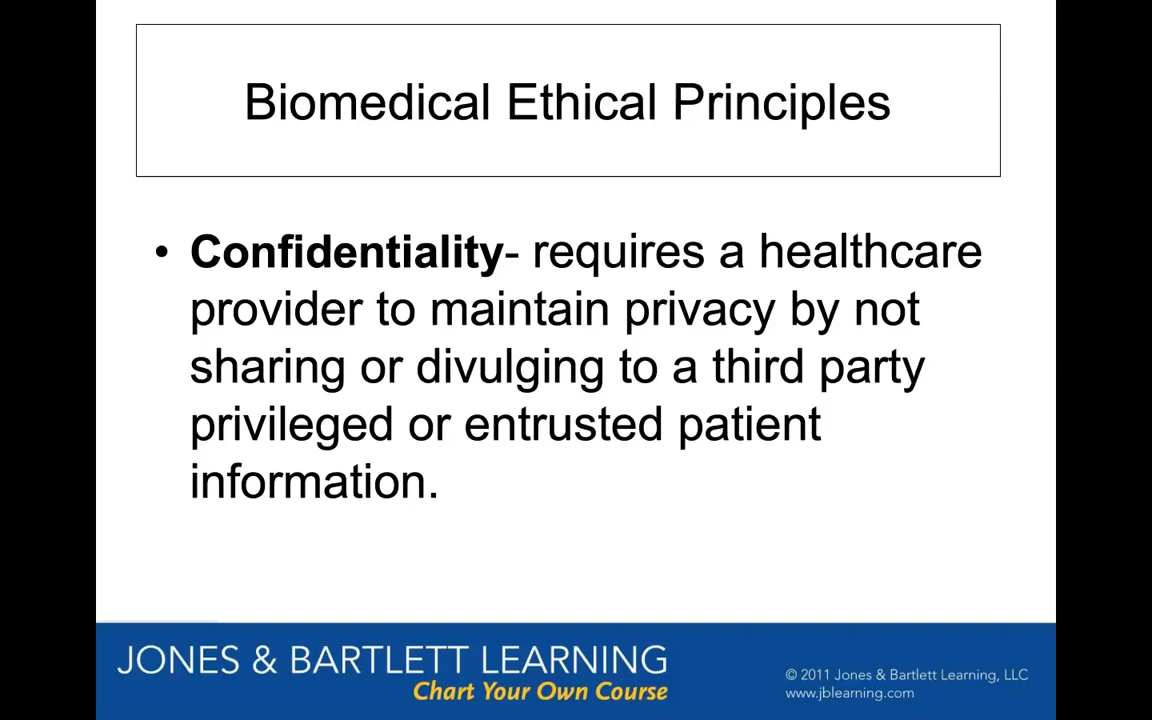 Biomedical Ethical Principles
• Confidentiality- requires a healthcare
provider to maintain privacy by not
sharing or divulging to a third party
privileged or entrusted patient
information.
JONES & BARTLETT LEARNING
Chart Your Own Course
© 2011 Jones & Bartlett Learning, LLC
www.jblearning.com